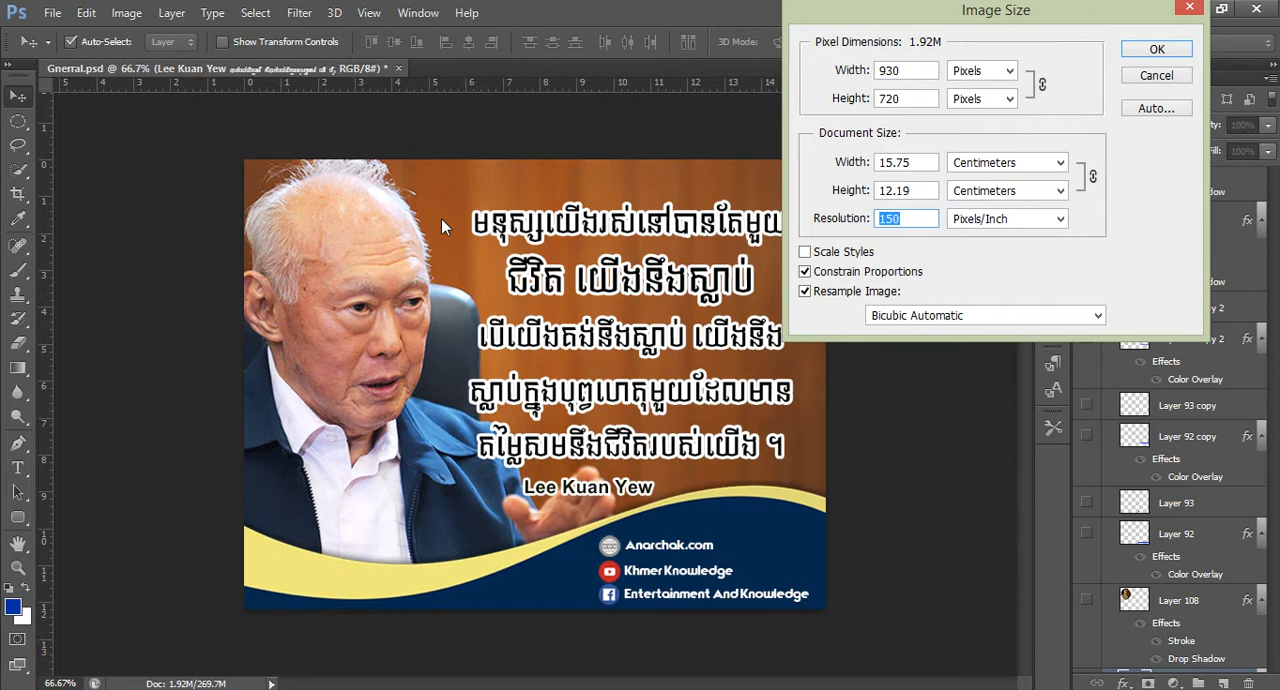 Ps File Edit Image Layer Type Select Filter 3D View Window Help
Auto-Select: Layer Show Transform Controls 3D Mode:
Gnerral.psd @ 66.7% (Lee Kuan Yew
RGB/8#) *
Image Size
Pixel Dimensions: 1.92M
Width: 930 Pixels
Height: 720 Pixels
Document Size:
Width: 15.75 Centimeters
Height: 12.19 Centimeters
Resolution: 150 Pixels/Inch
Scale Styles
Constrain Proportions
Resample Image:
Bicubic Automatic
OK
Cancel
Auto...
មនុស្សយើងរស់នៅបានតែមួយ
ជីវិត យើងនឹងស្លាប់
បើយើងគង់នឹងស្លាប់ យើងនឹង
ស្លាប់ក្នុងបុព្វហេតុមួយដែលមាន
តម្លៃសមនឹងជីវិតរបស់យើង ។
Lee Kuan Yew
Anarchak.com
Khmer Knowledge
Entertainment And Knowledge
100%
100%
Effects
Color Overlay
Layer 93 copy
Layer 92 copy fx
Effects
Color Overlay
Layer 93
Layer 92 fx
Effects
Color Overlay
Layer 108 fx
Effects
Stroke
Drop Shadow
66.67% Doc: 1.92M/269.7M